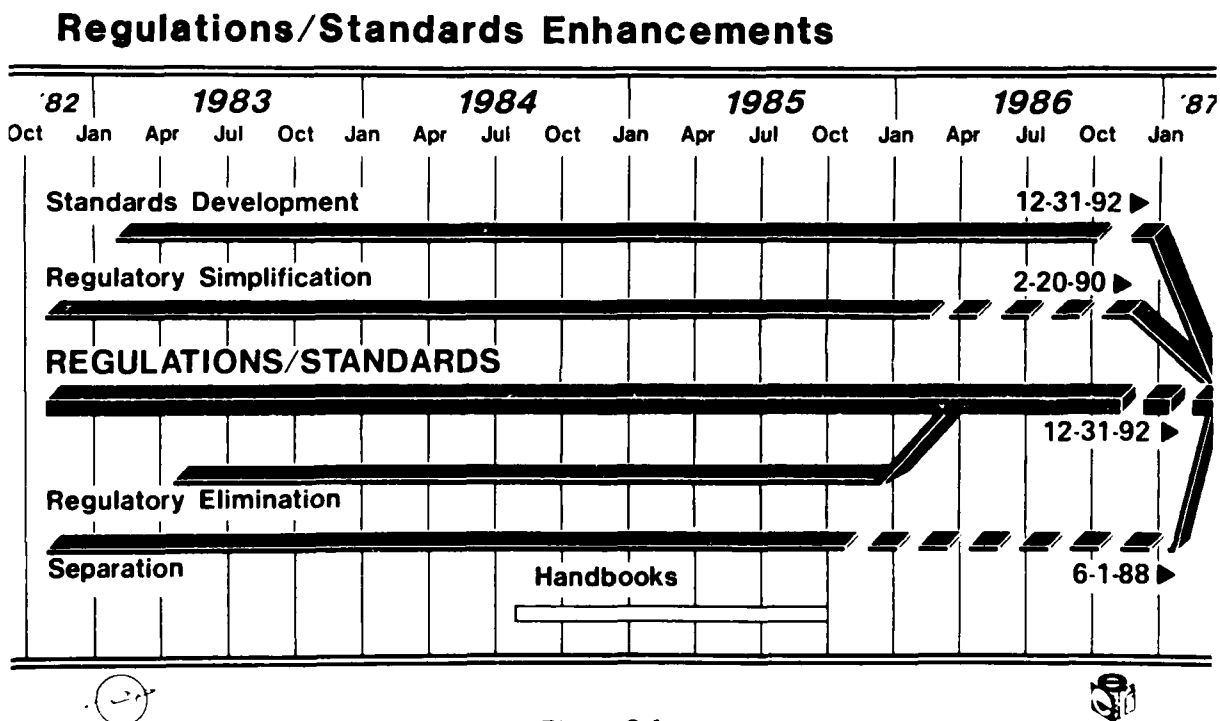 Regulations/Standards Enhancements
'82 1983 1984 1985 1986 '87
Oct Jan Apr Jul Oct Jan Apr Jul Oct Jan Apr Jul Oct Jan Apr Jul Oct Jan
Standards Development 12-31-92 ▶
Regulatory Simplification 2-20-90 ▶
REGULATIONS/STANDARDS
12-31-92 ▶
Regulatory Elimination
Separation
Handbooks
6-1-88 ▶